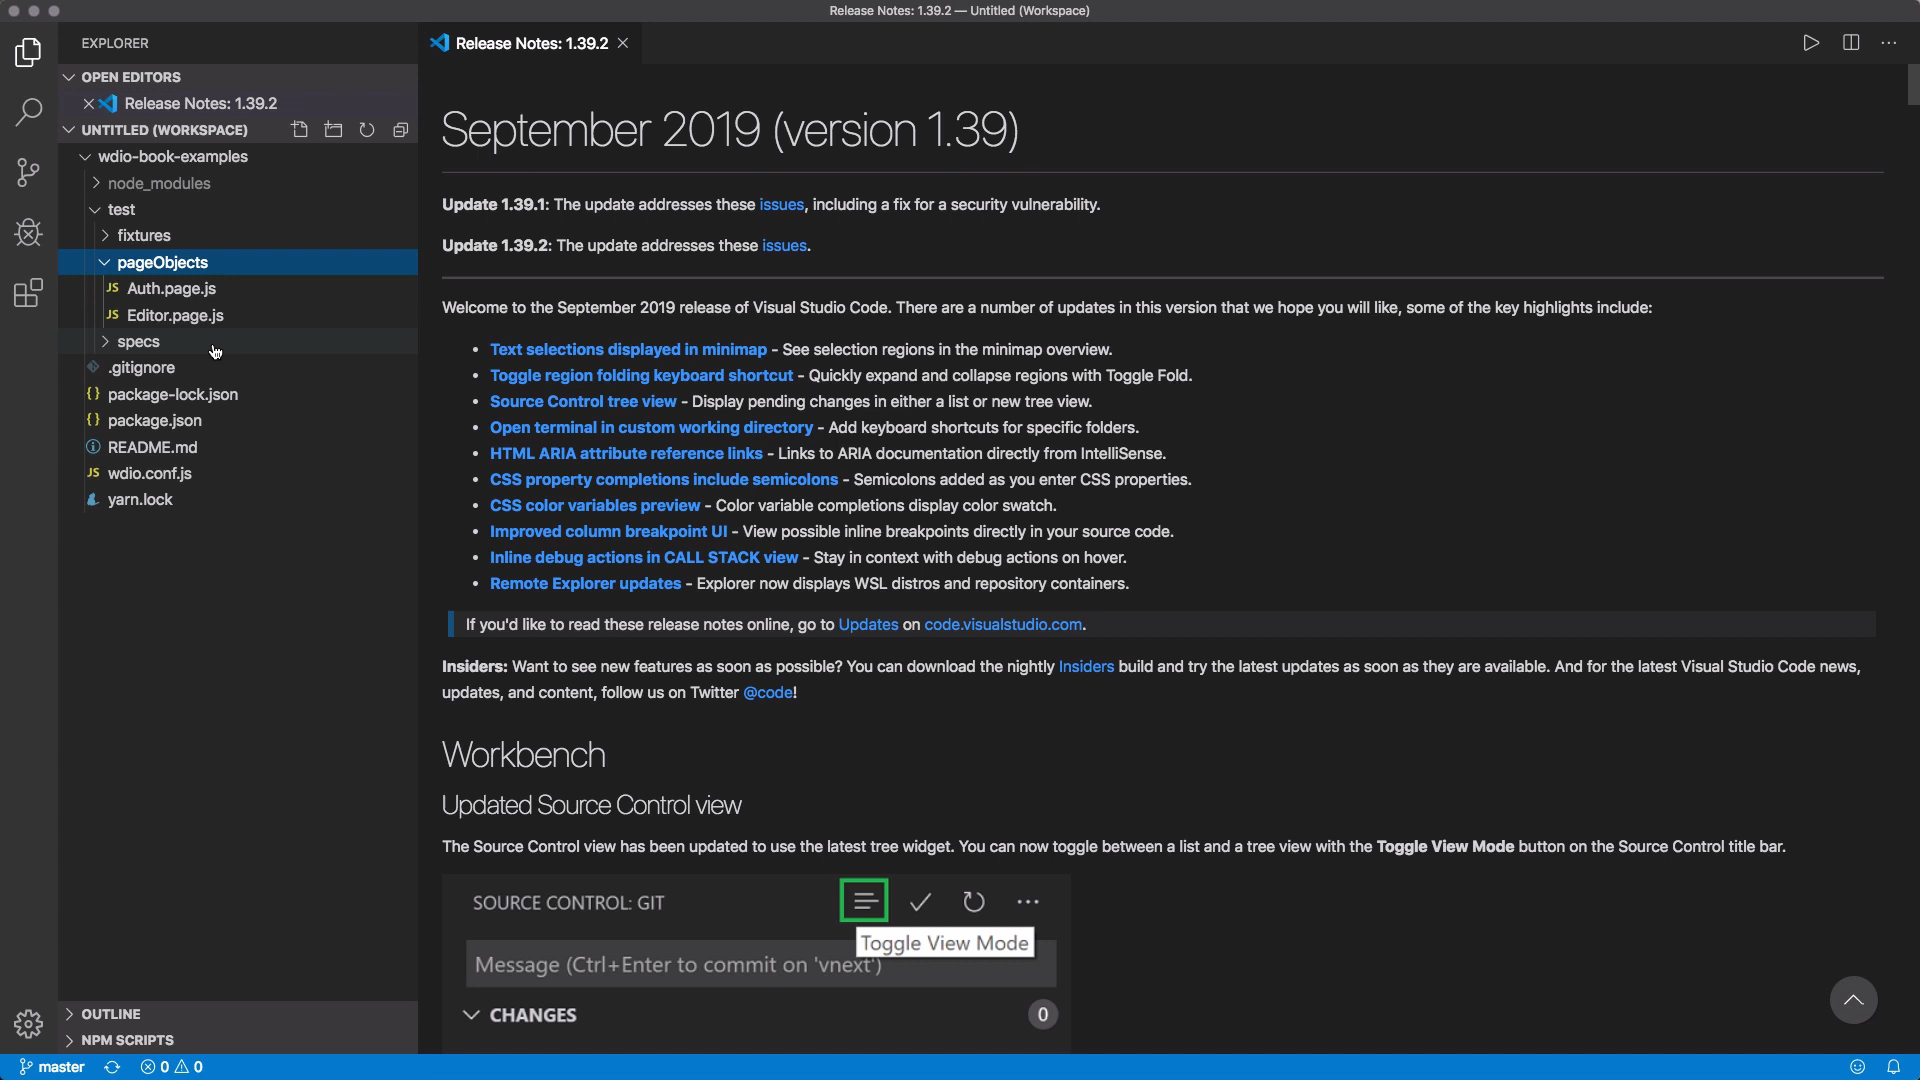 Release Notes: 1.39.2 — Untitled (Workspace)
EXPLORER
OPEN EDITORS
Release Notes: 1.39.2
UNTITLED (WORKSPACE)
wdio-book-examples
node_modules
test
fixtures
pageObjects
JS Auth.page.js
JS Editor.page.js
specs
.gitignore
{} package-lock.json
{} package.json
README.md
JS wdio.conf.js
yarn.lock
OUTLINE
NPM SCRIPTS
Release Notes: 1.39.2
September 2019 (version 1.39)
Update 1.39.1: The update addresses these issues, including a fix for a security vulnerability.
Update 1.39.2: The update addresses these issues.
Welcome to the September 2019 release of Visual Studio Code. There are a number of updates in this version that we hope you will like, some of the key highlights include:
• Text selections displayed in minimap - See selection regions in the minimap overview.
• Toggle region folding keyboard shortcut - Quickly expand and collapse regions with Toggle Fold.
• Source Control tree view - Display pending changes in either a list or new tree view.
• Open terminal in custom working directory - Add keyboard shortcuts for specific folders.
• HTML ARIA attribute reference links - Links to ARIA documentation directly from IntelliSense.
• CSS property completions include semicolons - Semicolons added as you enter CSS properties.
• CSS color variables preview - Color variable completions display color swatch.
• Improved column breakpoint UI - View possible inline breakpoints directly in your source code.
• Inline debug actions in CALL STACK view - Stay in context with debug actions on hover.
• Remote Explorer updates - Explorer now displays WSL distros and repository containers.
If you'd like to read these release notes online, go to Updates on code.visualstudio.com.
Insiders: Want to see new features as soon as possible? You can download the nightly Insiders build and try the latest updates as soon as they are available. And for the latest Visual Studio Code news,
updates, and content, follow us on Twitter @code!
Workbench
Updated Source Control view
The Source Control view has been updated to use the latest tree widget. You can now toggle between a list and a tree view with the Toggle View Mode button on the Source Control title bar.
SOURCE CONTROL: GIT
Toggle View Mode
Message (Ctrl+Enter to commit on 'vnext')
CHANGES 0
master 0 0